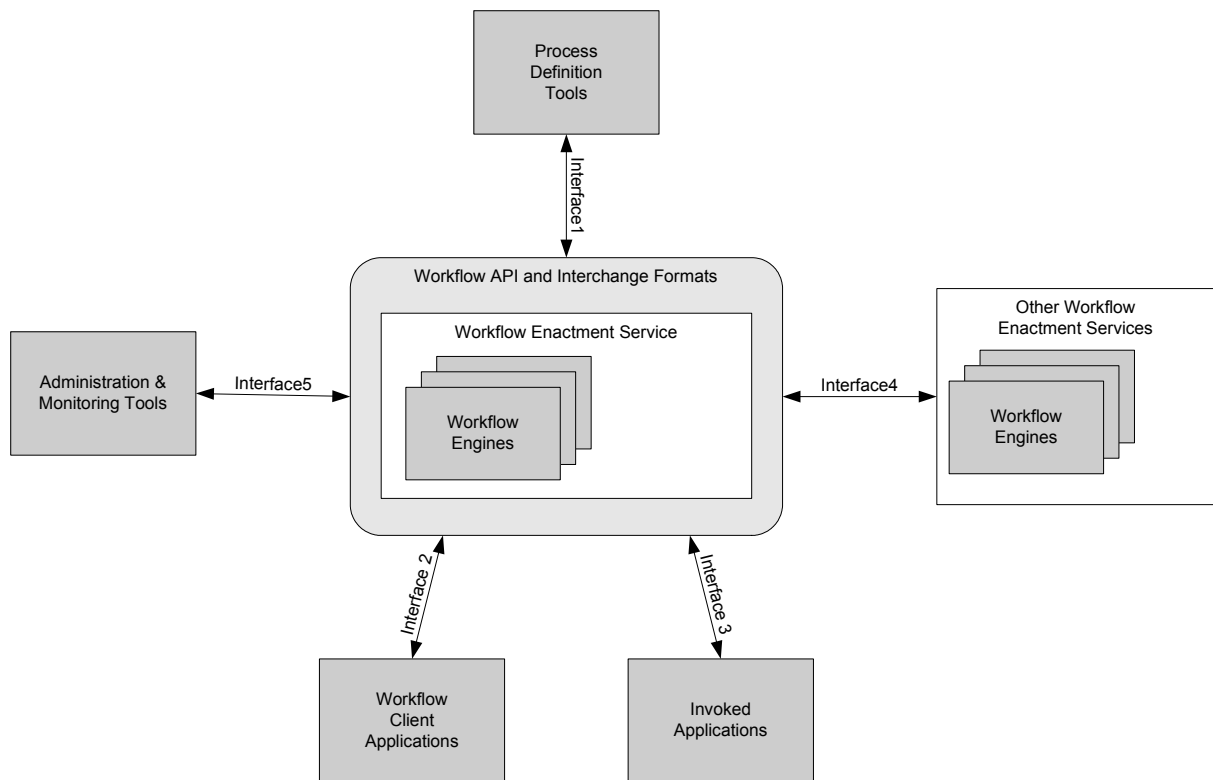 Process
Definition
Tools
Interface1
Workflow API and Interchange Formats
Workflow Enactment Service
Workflow
Engines
Other Workflow
Enactment Services
Workflow
Engines
Administration &
Monitoring Tools
Interface5
Interface4
Interface 2
Interface 3
Workflow
Client
Applications
Invoked
Applications